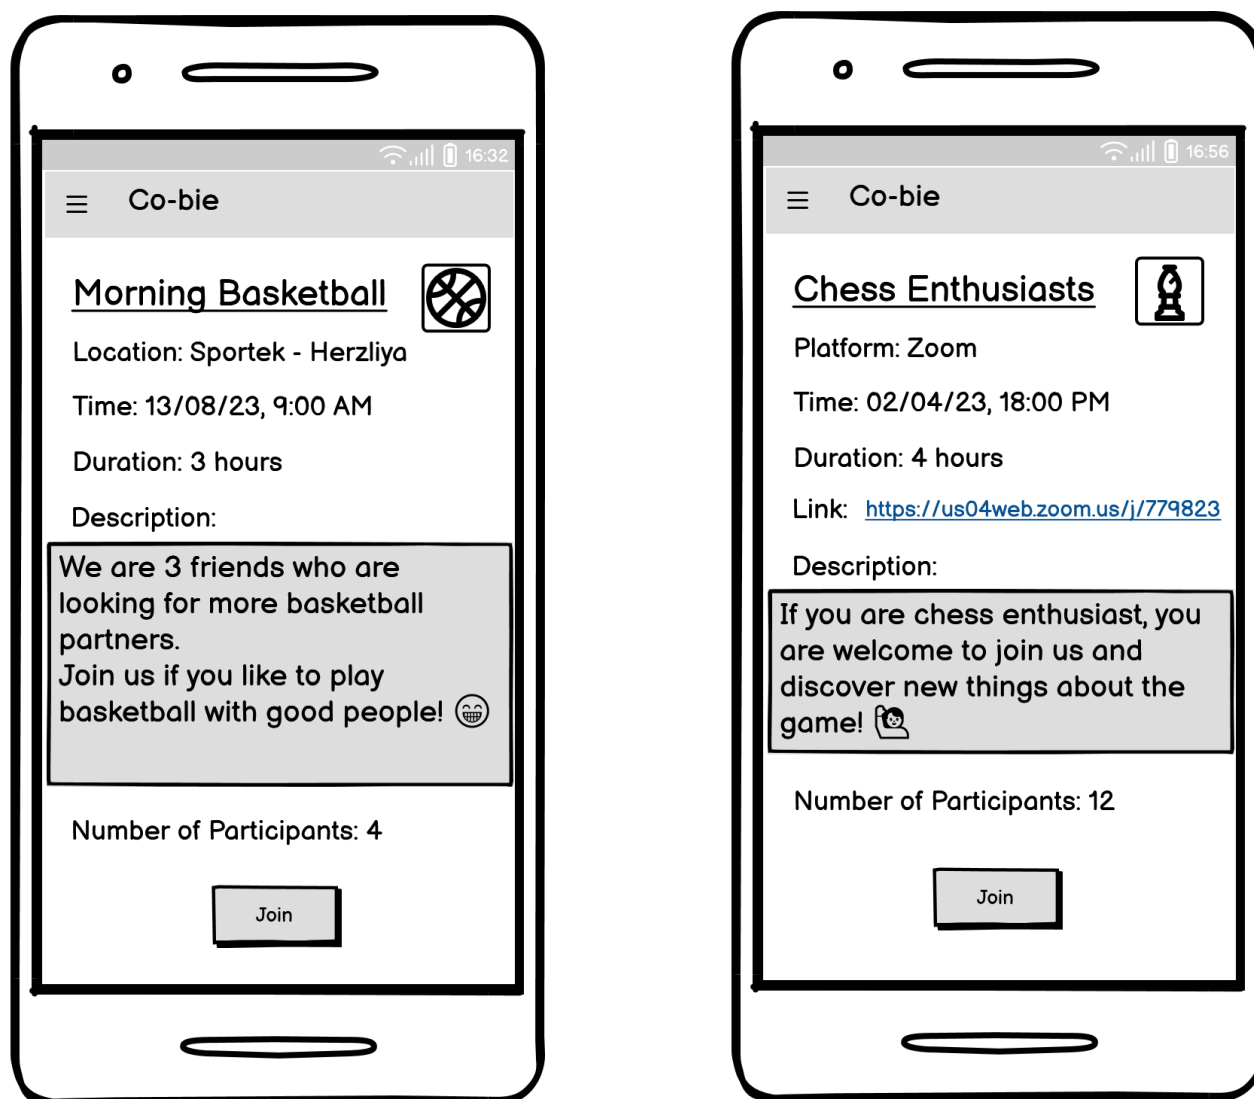 16:32
Co-bie
Morning Basketball
Location: Sportek - Herzliya
Time: 13/08/23, 9:00 AM
Duration: 3 hours
Description:
We are 3 friends who are
looking for more basketball
partners.
Join us if you like to play
basketball with good people! 😁
Number of Participants: 4
Join
16:56
Co-bie
Chess Enthusiasts
Platform: Zoom
Time: 02/04/23, 18:00 PM
Duration: 4 hours
Link: https://us04web.zoom.us/j/779823
Description:
If you are chess enthusiast, you
are welcome to join us and
discover new things about the
game! 🙋
Number of Participants: 12
Join